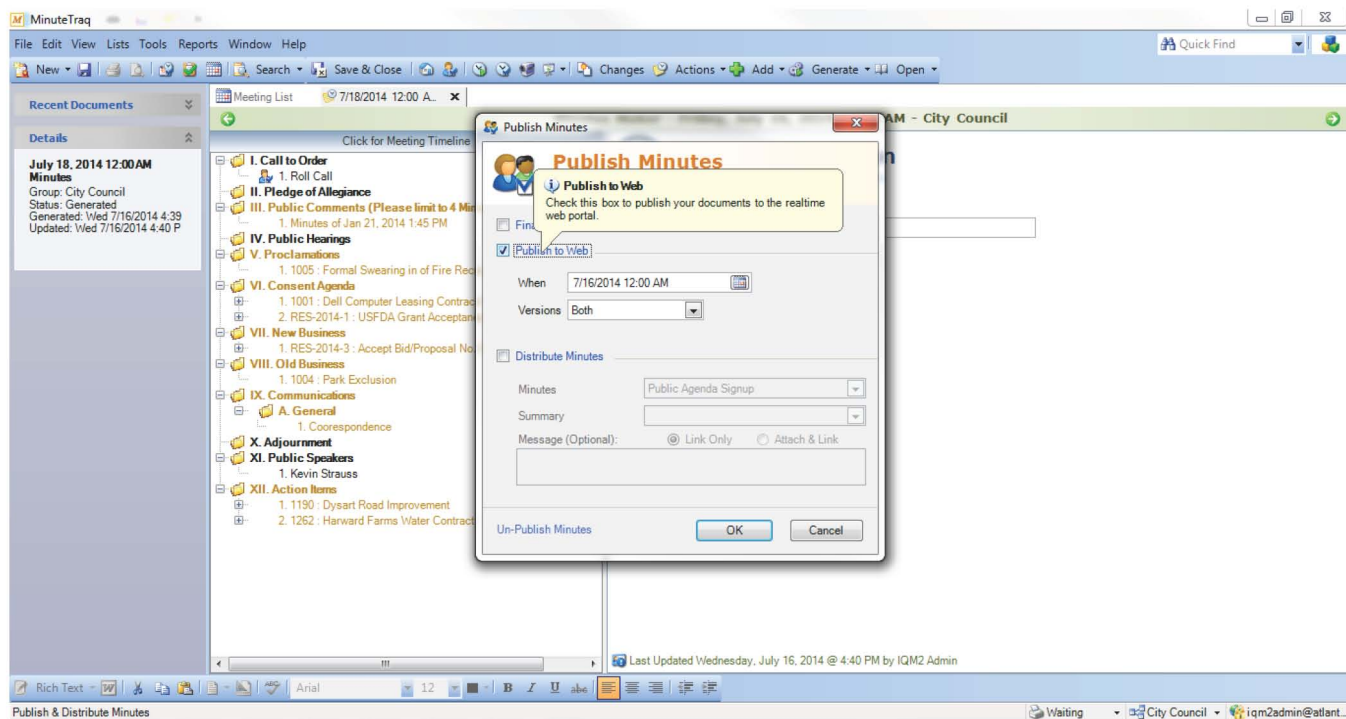 MinuteTraq
File Edit View Lists Tools Reports Window Help
Quick Find
New Search Save & Close Changes Actions Add Generate Open
Recent Documents
Details
July 18, 2014 12:00AM
Minutes
Group: City Council
Status: Generated
Generated: Wed 7/16/2014 4:39
Updated: Wed 7/16/2014 4:40 P
Meeting List 7/18/2014 12:00 A...
AM - City Council
Click for Meeting Timeline
I. Call to Order
1. Roll Call
II. Pledge of Allegiance
III. Public Comments (Please limit to 4 Min
1. Minutes of Jan 21, 2014 1:45 PM
IV. Public Hearings
V. Proclamations
1. 1005 : Formal Swearing in of Fire Rec
VI. Consent Agenda
1. 1001 : Dell Computer Leasing Contrac
2. RES-2014-1 : USFDA Grant Acceptan
VII. New Business
1. RES-2014-3 : Accept Bid/Proposal No
VIII. Old Business
1. 1004 : Park Exclusion
IX. Communications
A. General
1. Coorespondence
X. Adjournment
XI. Public Speakers
1. Kevin Strauss
XII. Action Items
1. 1190 : Dysart Road Improvement
2. 1262 : Harward Farms Water Contract
Publish Minutes
Publish Minutes
Publish to Web
Check this box to publish your documents to the realtime
web portal.
Fina
Publish to Web
When 7/16/2014 12:00 AM
Versions Both
Distribute Minutes
Minutes Public Agenda Signup
Summary
Message (Optional): Link Only Attach & Link
Un-Publish Minutes OK Cancel
Last Updated Wednesday, July 16, 2014 @ 4:40 PM by IQM2 Admin
Rich Text Arial 12 B I U abc
Publish & Distribute Minutes
Waiting City Council iqm2admin@atlant...